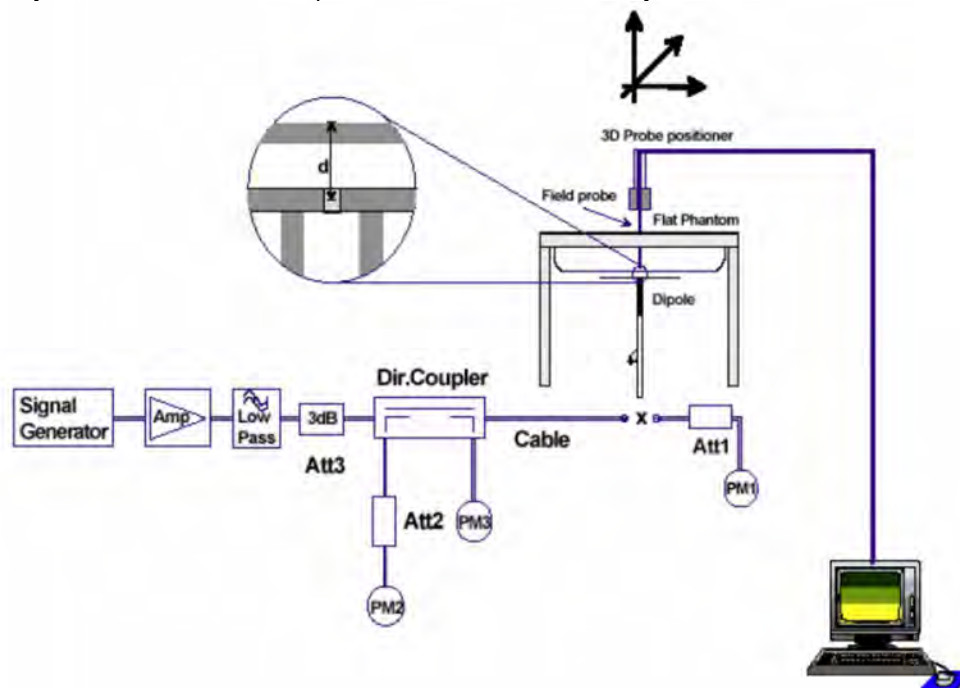 3D Probe positioner
Field probe
Flat Phantom
d
Dipole
Dir.Coupler
Signal
Generator
Amp
Low
Pass
3dB
Att3
Cable
x
Att1
PM1
Att2
PM3
PM2